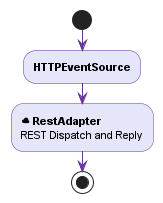 HTTPEventSource
RestAdapter
REST Dispatch and Reply